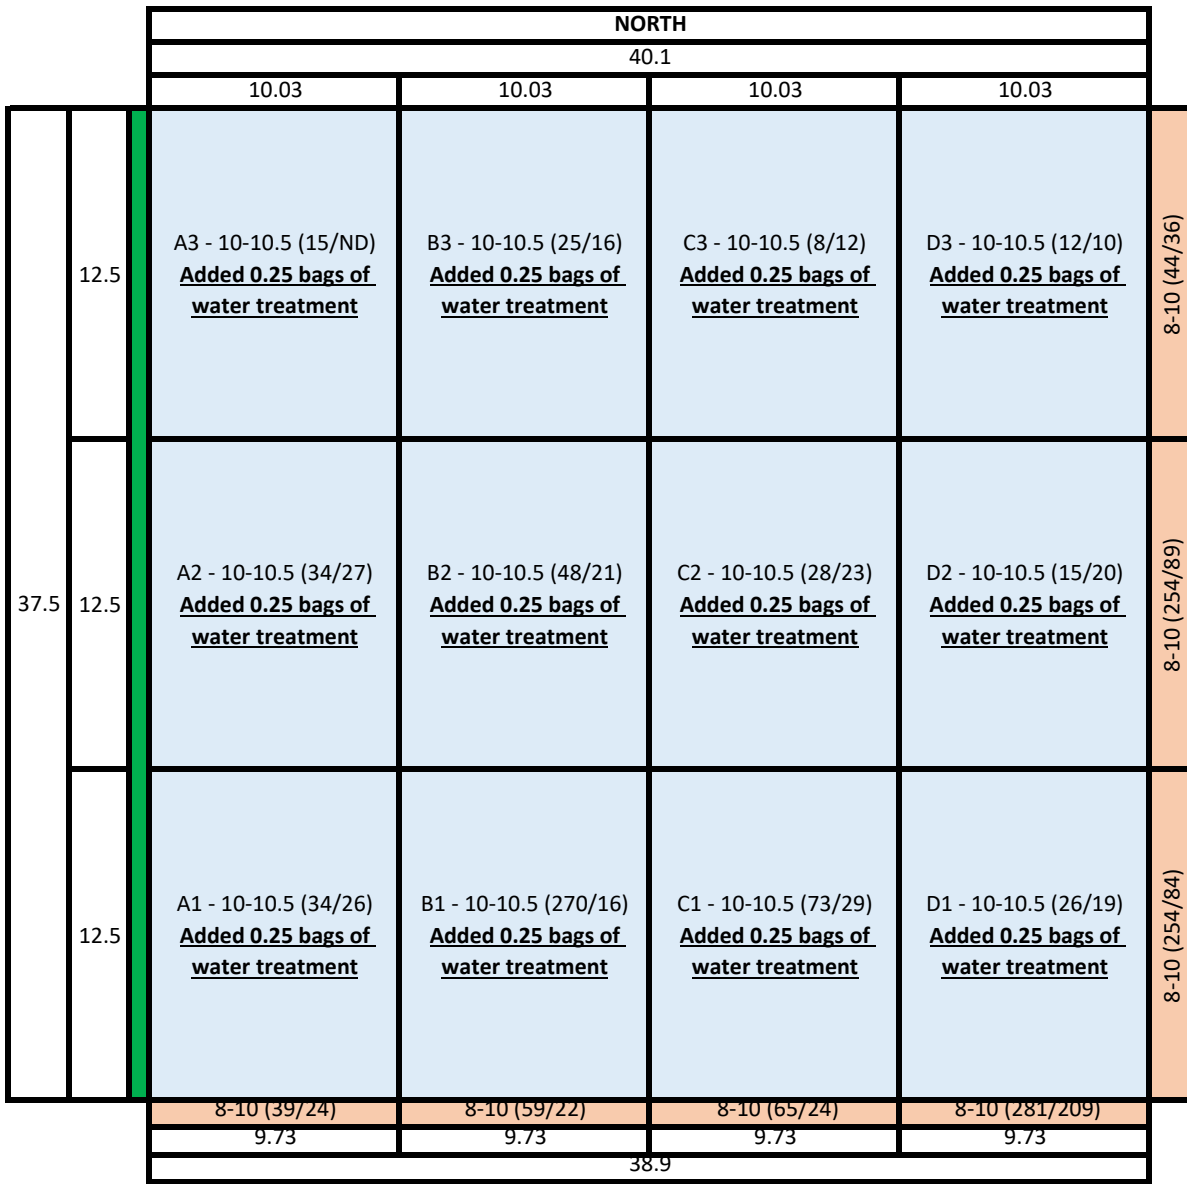 NORTH
40.1
10.03 10.03 10.03 10.03
A3 - 10-10.5 (15/ND)
Added 0.25 bags of
water treatment
B3 - 10-10.5 (25/16)
Added 0.25 bags of
water treatment
C3 - 10-10.5 (8/12)
Added 0.25 bags of
water treatment
D3 - 10-10.5 (12/10)
Added 0.25 bags of
water treatment
12.5
8-10 (44/36)
37.5
12.5
A2 - 10-10.5 (34/27)
Added 0.25 bags of
water treatment
B2 - 10-10.5 (48/21)
Added 0.25 bags of
water treatment
C2 - 10-10.5 (28/23)
Added 0.25 bags of
water treatment
D2 - 10-10.5 (15/20)
Added 0.25 bags of
water treatment
8-10 (254/89)
12.5
A1 - 10-10.5 (34/26)
Added 0.25 bags of
water treatment
B1 - 10-10.5 (270/16)
Added 0.25 bags of
water treatment
C1 - 10-10.5 (73/29)
Added 0.25 bags of
water treatment
D1 - 10-10.5 (26/19)
Added 0.25 bags of
water treatment
8-10 (254/84)
8-10 (39/24) 8-10 (59/22) 8-10 (65/24) 8-10 (281/209)
9.73 9.73 9.73 9.73
38.9